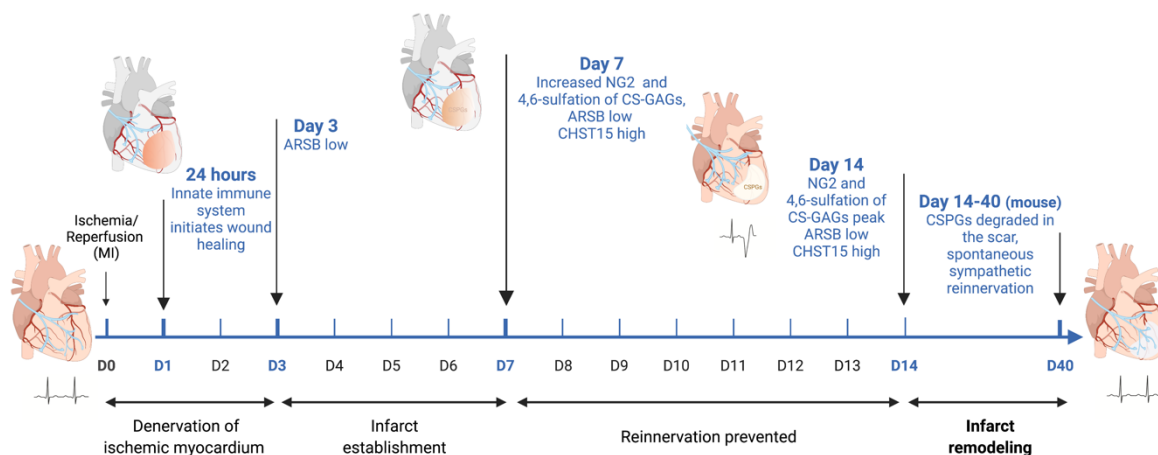 Ischemia/
Reperfusion
(MI)
24 hours
Innate immune
system
initiates wound
healing
Day 3
ARSB low
CSPGs
Day 7
Increased NG2 and
4,6-sulfation of CS-GAGs,
ARSB low
CHST15 high
CSPGs
Day 14
NG2 and
4,6-sulfation of
CS-GAGs peak
ARSB low
CHST15 high
Day 14-40 (mouse)
CSPGs degraded in
the scar,
spontaneous
sympathetic
reinnervation
D0 D1 D2 D3 D4 D5 D6 D7 D8 D9 D10 D11 D12 D13 D14 D40
Denervation of
ischemic myocardium
Infarct
establishment
Reinnervation prevented
Infarct
remodeling